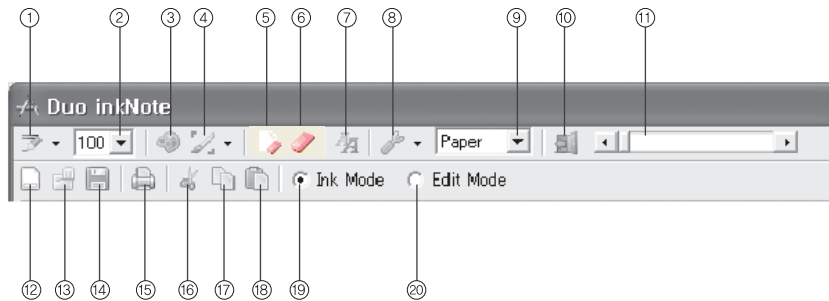 ① ② ③ ④ ⑤ ⑥ ⑦ ⑧ ⑨ ⑩ ⑪
Duo inkNote
100 Paper
Ink Mode Edit Mode
⑫ ⑬ ⑭ ⑮ ⑯ ⑰ ⑱ ⑲ ⑳